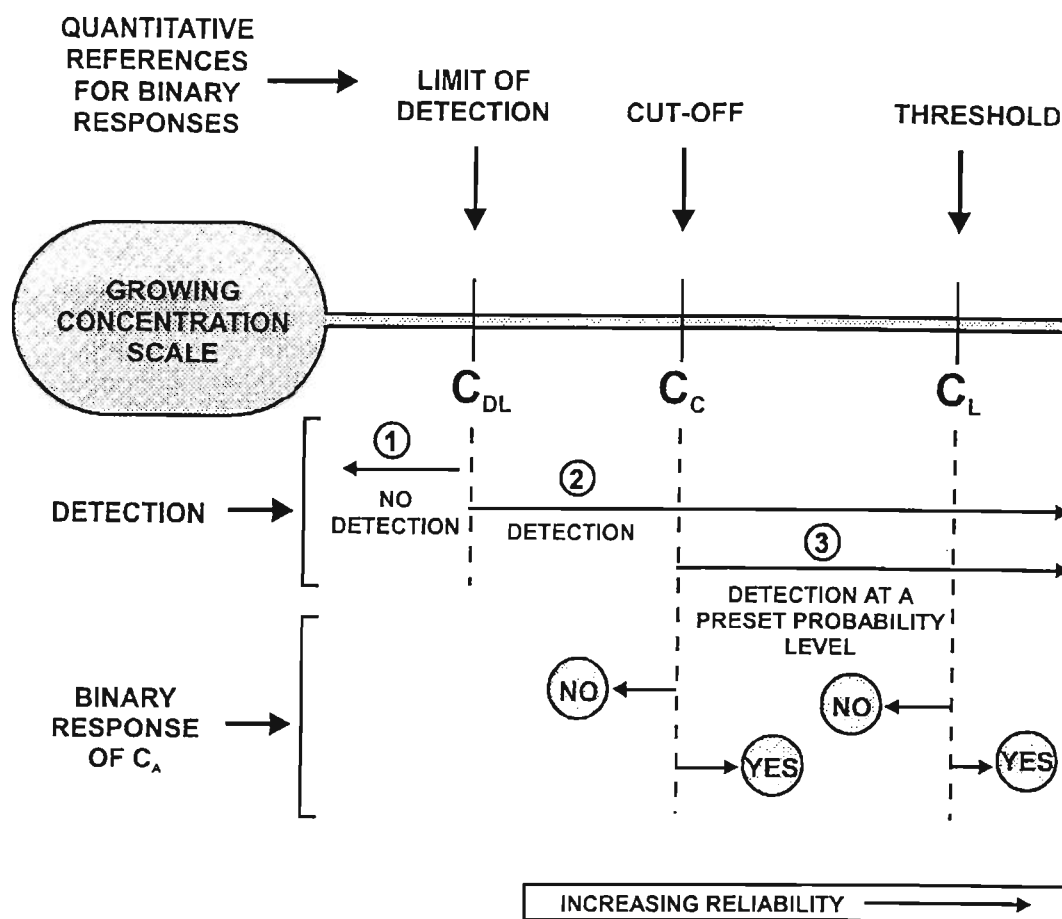 QUANTITATIVE
REFERENCES
FOR BINARY
RESPONSES
LIMIT OF
DETECTION
CUT-OFF
THRESHOLD
GROWING
CONCENTRATION
SCALE
C_DL
C_C
C_L
DETECTION
1
NO
DETECTION
2
DETECTION
3
DETECTION AT A
PRESET PROBABILITY
LEVEL
BINARY
RESPONSE
OF C_A
NO
YES
NO
YES
INCREASING RELIABILITY